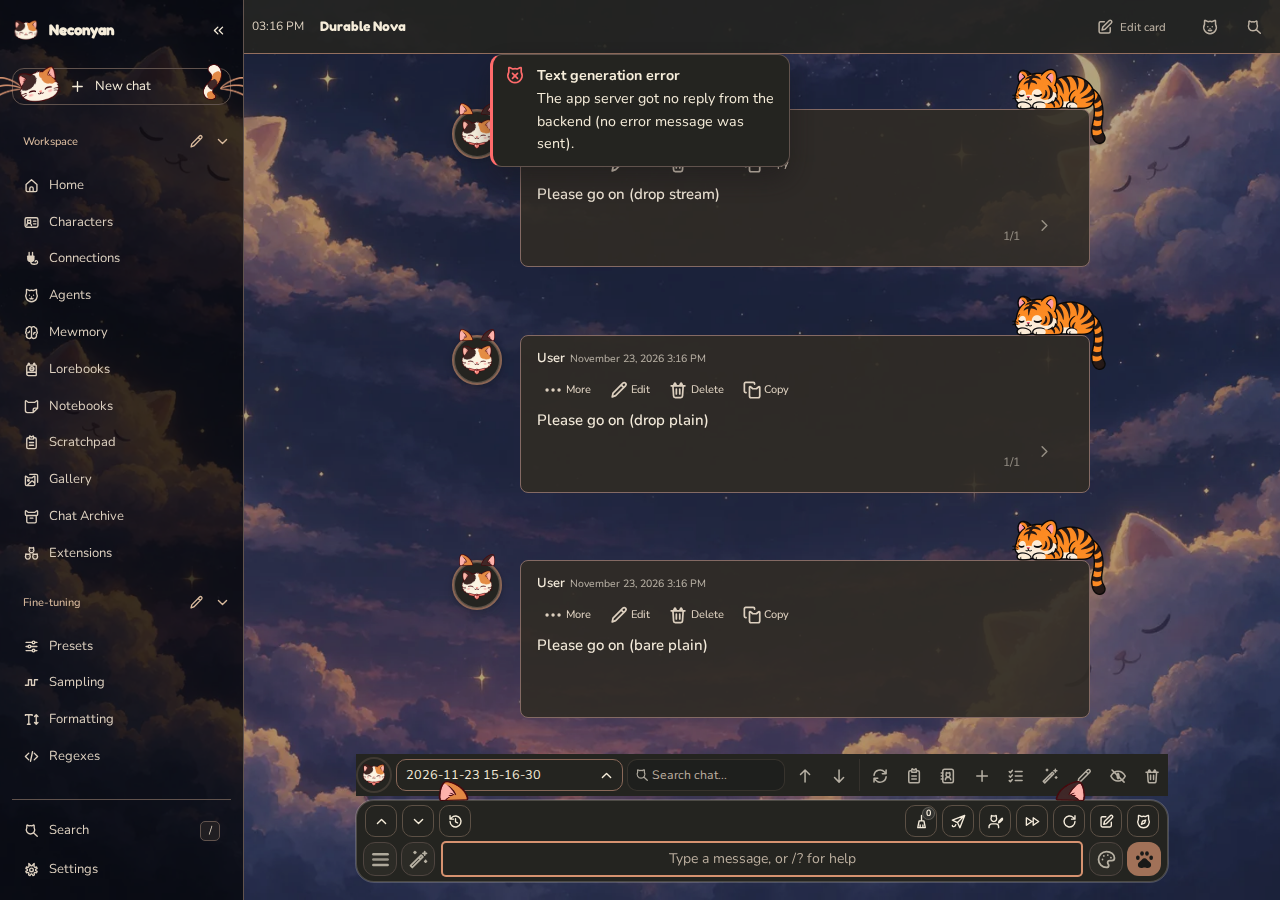 Neconyan
03:16 PM Durable Nova
Edit card
New chat
Text generation error
The app server got no reply from the
backend (no error message was
sent).
Workspace
Home
Characters
Connections
Agents
Mewmory
Lorebooks
Notebooks
Scratchpad
Gallery
Chat Archive
Extensions
Fine-tuning
Presets
Sampling
Formatting
Regexes
Search /
Settings
Please go on (drop stream)
1/1
User November 23, 2026 3:16 PM
More Edit Delete Copy
Please go on (drop plain)
1/1
User November 23, 2026 3:16 PM
More Edit Delete Copy
Please go on (bare plain)
2026-11-23 15-16-30
Search chat...
0
Type a message, or /? for help